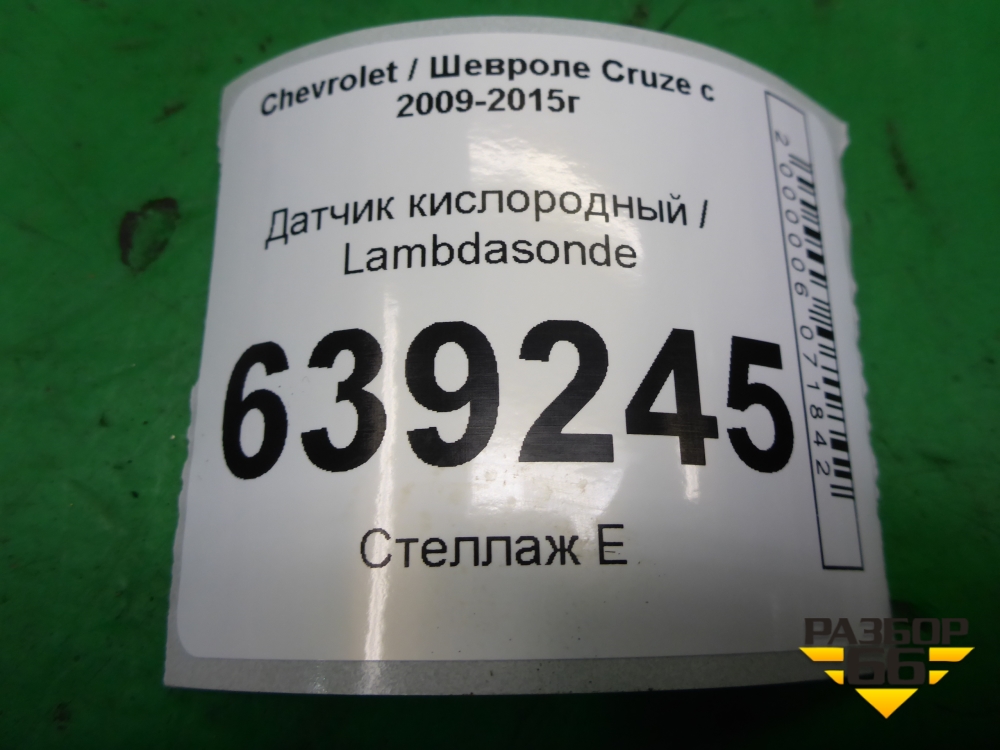 Chevrolet / Шевроле Cruze с
2009-2015г
Датчик кислородный /
Lambdasonde
639245
Стеллаж Е
2000006071842
РАЗБОР
66